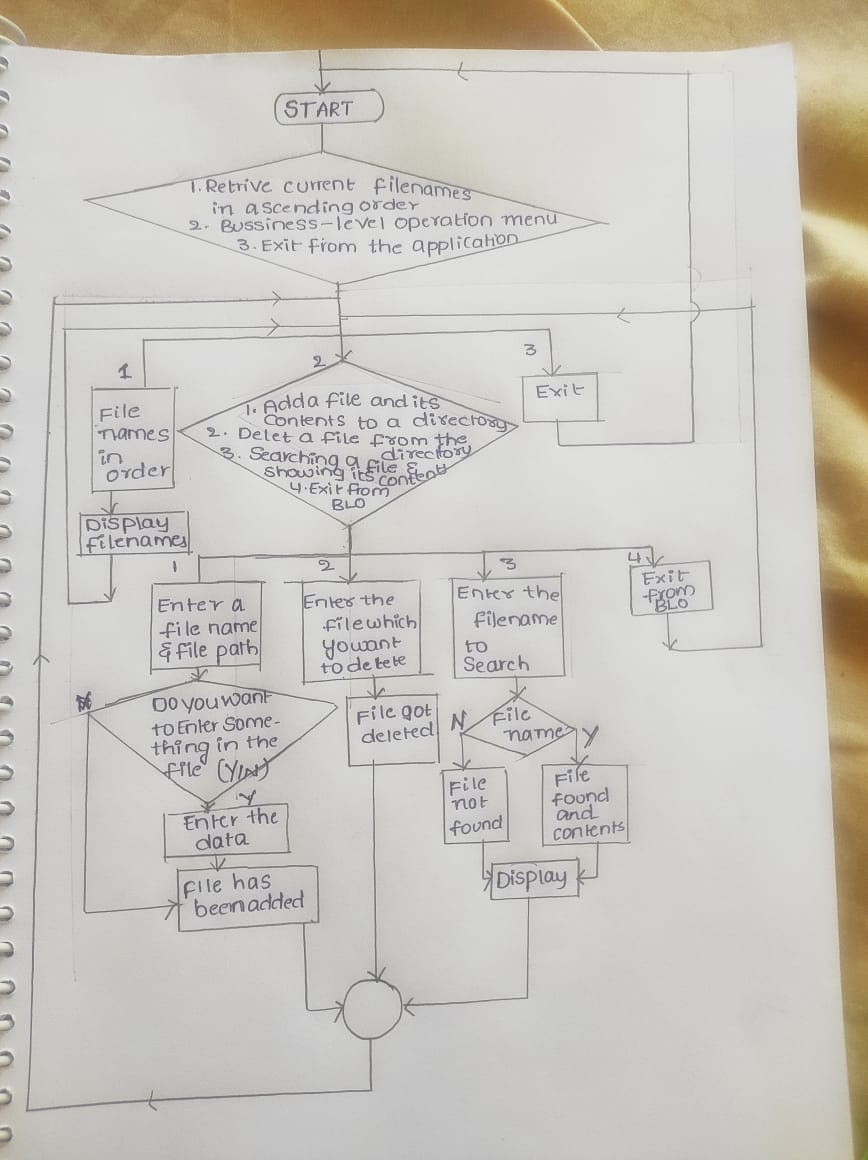 START
1. Retrive current filenames
in ascending order
2. Bussiness-level operation menu
3. Exit from the application
1
2
3
File
names
in
order
1. Add a file and its
contents to a directory
2. Delet a file from the
directory
3. Searching a file &
showing its content
4. Exit from
BLO
Exit
Display
filenames
1
2
3
4
Enter a
file name
& file path
Enter the
file which
yo want
to detete
Enter the
filename
to
Search
Exit
from
BLO
Do you want
to Enter Some-
thing in the
file (Y/N)
Y
File got
deleted
N
File
name
Y
File
not
found
File
found
and
contents
Enter the
data
File has
been added
Display